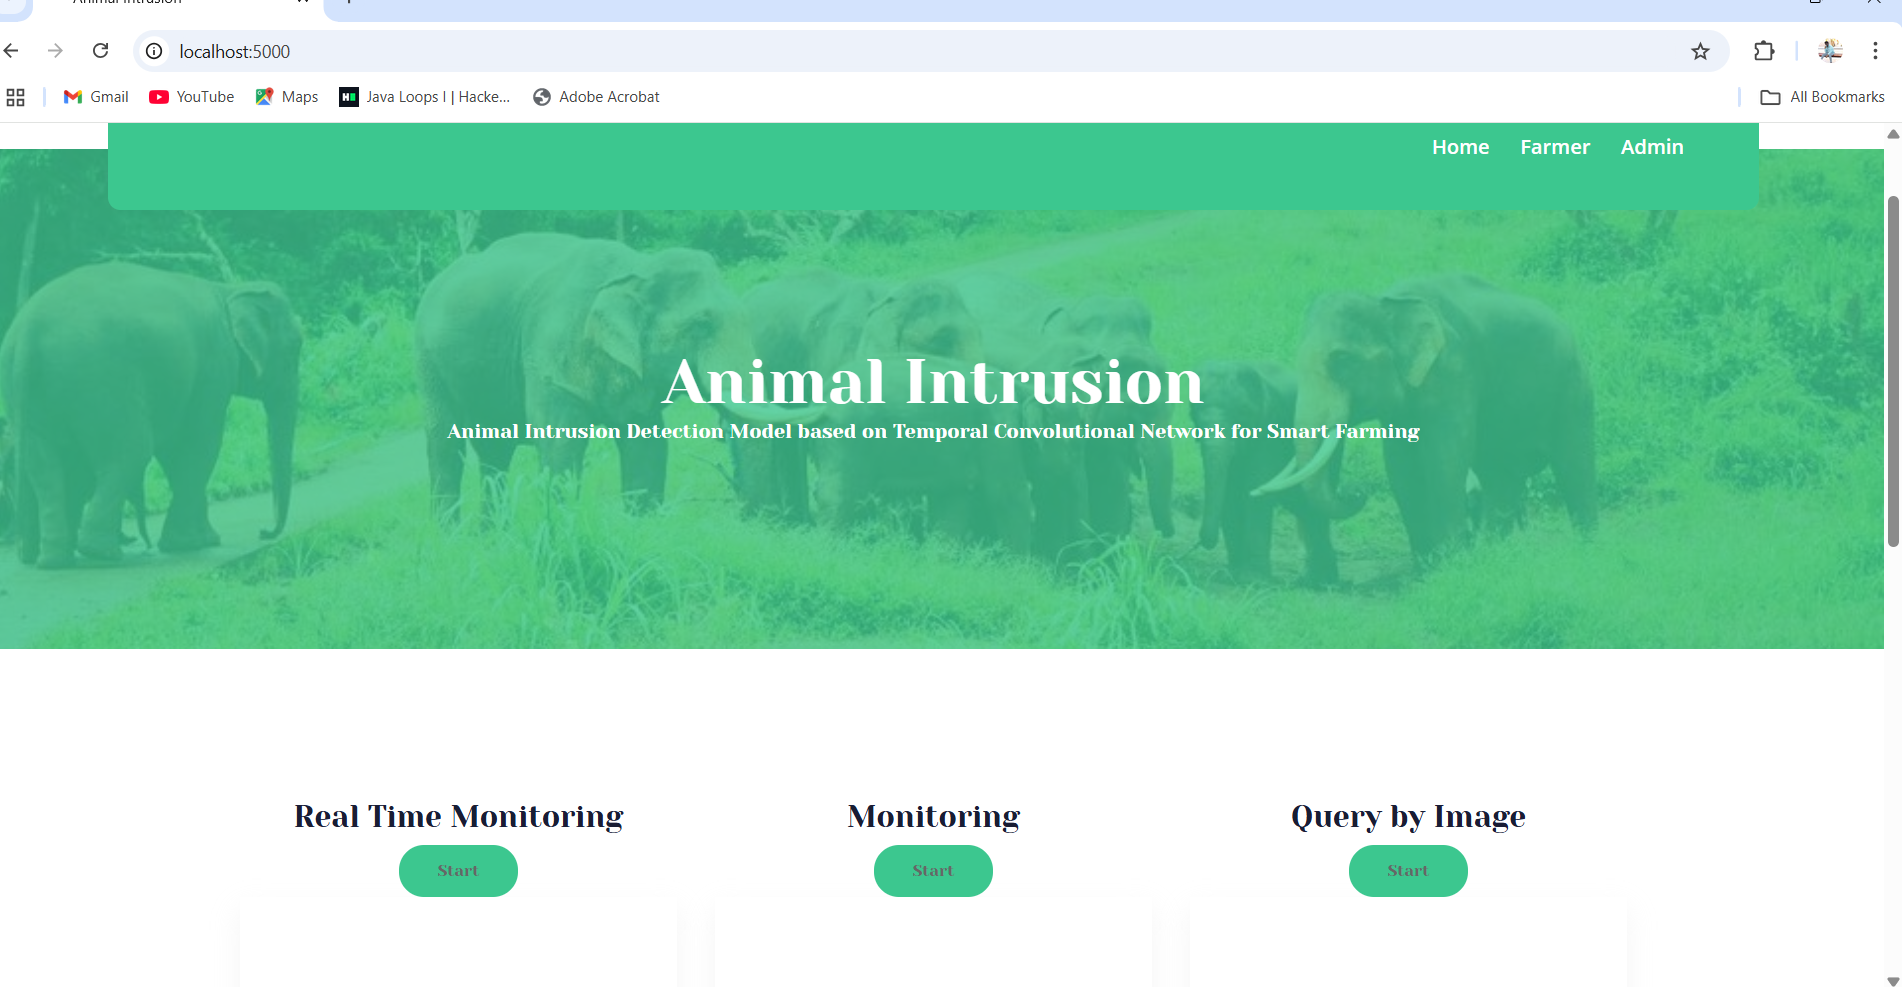 Animal Intrusion
localhost:5000
Gmail YouTube Maps Java Loops I | Hacke... Adobe Acrobat All Bookmarks
Home Farmer Admin
Animal Intrusion
Animal Intrusion Detection Model based on Temporal Convolutional Network for Smart Farming
Real Time Monitoring Monitoring Query by Image
Start Start Start